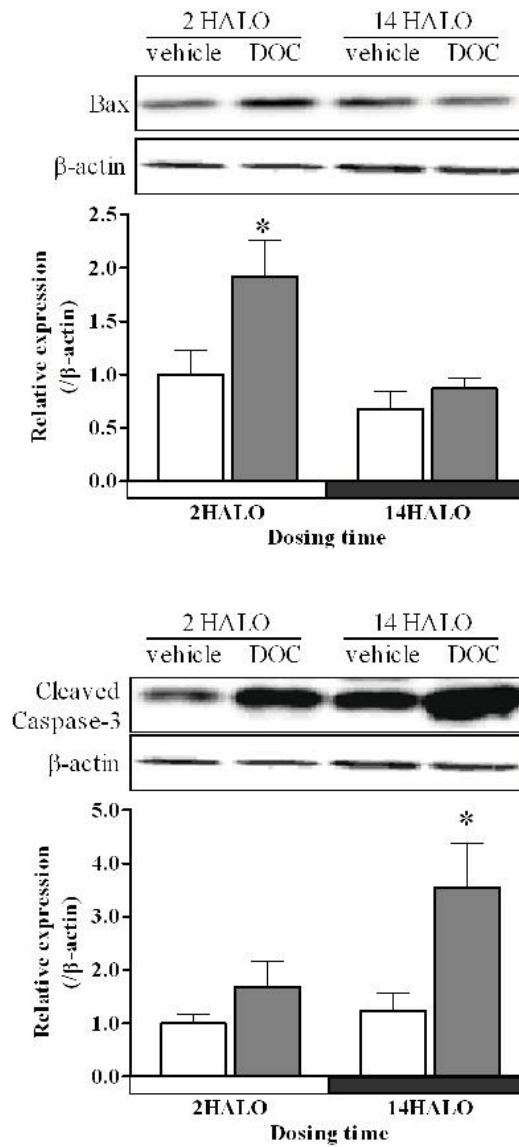 2 HALO 14 HALO
vehicle DOC vehicle DOC
Bax
β-actin
2.5
*
2.0
1.5
1.0
0.5
0.0
Relative expression
(/β-actin)
2HALO 14HALO
Dosing time
2 HALO 14 HALO
vehicle DOC vehicle DOC
Cleaved
Caspase-3
β-actin
5.0
*
4.0
3.0
2.0
1.0
0.0
Relative expression
(/β-actin)
2HALO 14HALO
Dosing time